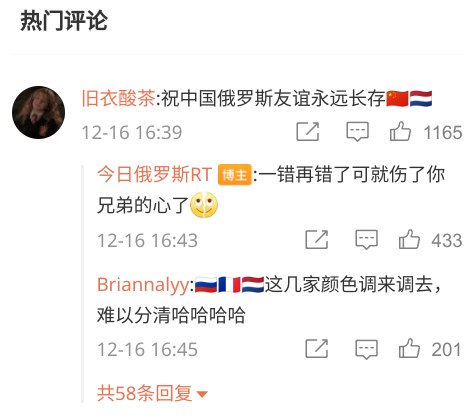 热门评论
旧衣酸茶:祝中国俄罗斯友谊永远长存🇨🇳🇳🇱
12-16 16:39 1165
今日俄罗斯RT 博主:一错再错了可就伤了你
兄弟的心了
12-16 16:43 433
Briannalyy:🇷🇺🇫🇷🇳🇱这几家颜色调来调去，
难以分清哈哈哈哈
12-16 16:45 201
共58条回复